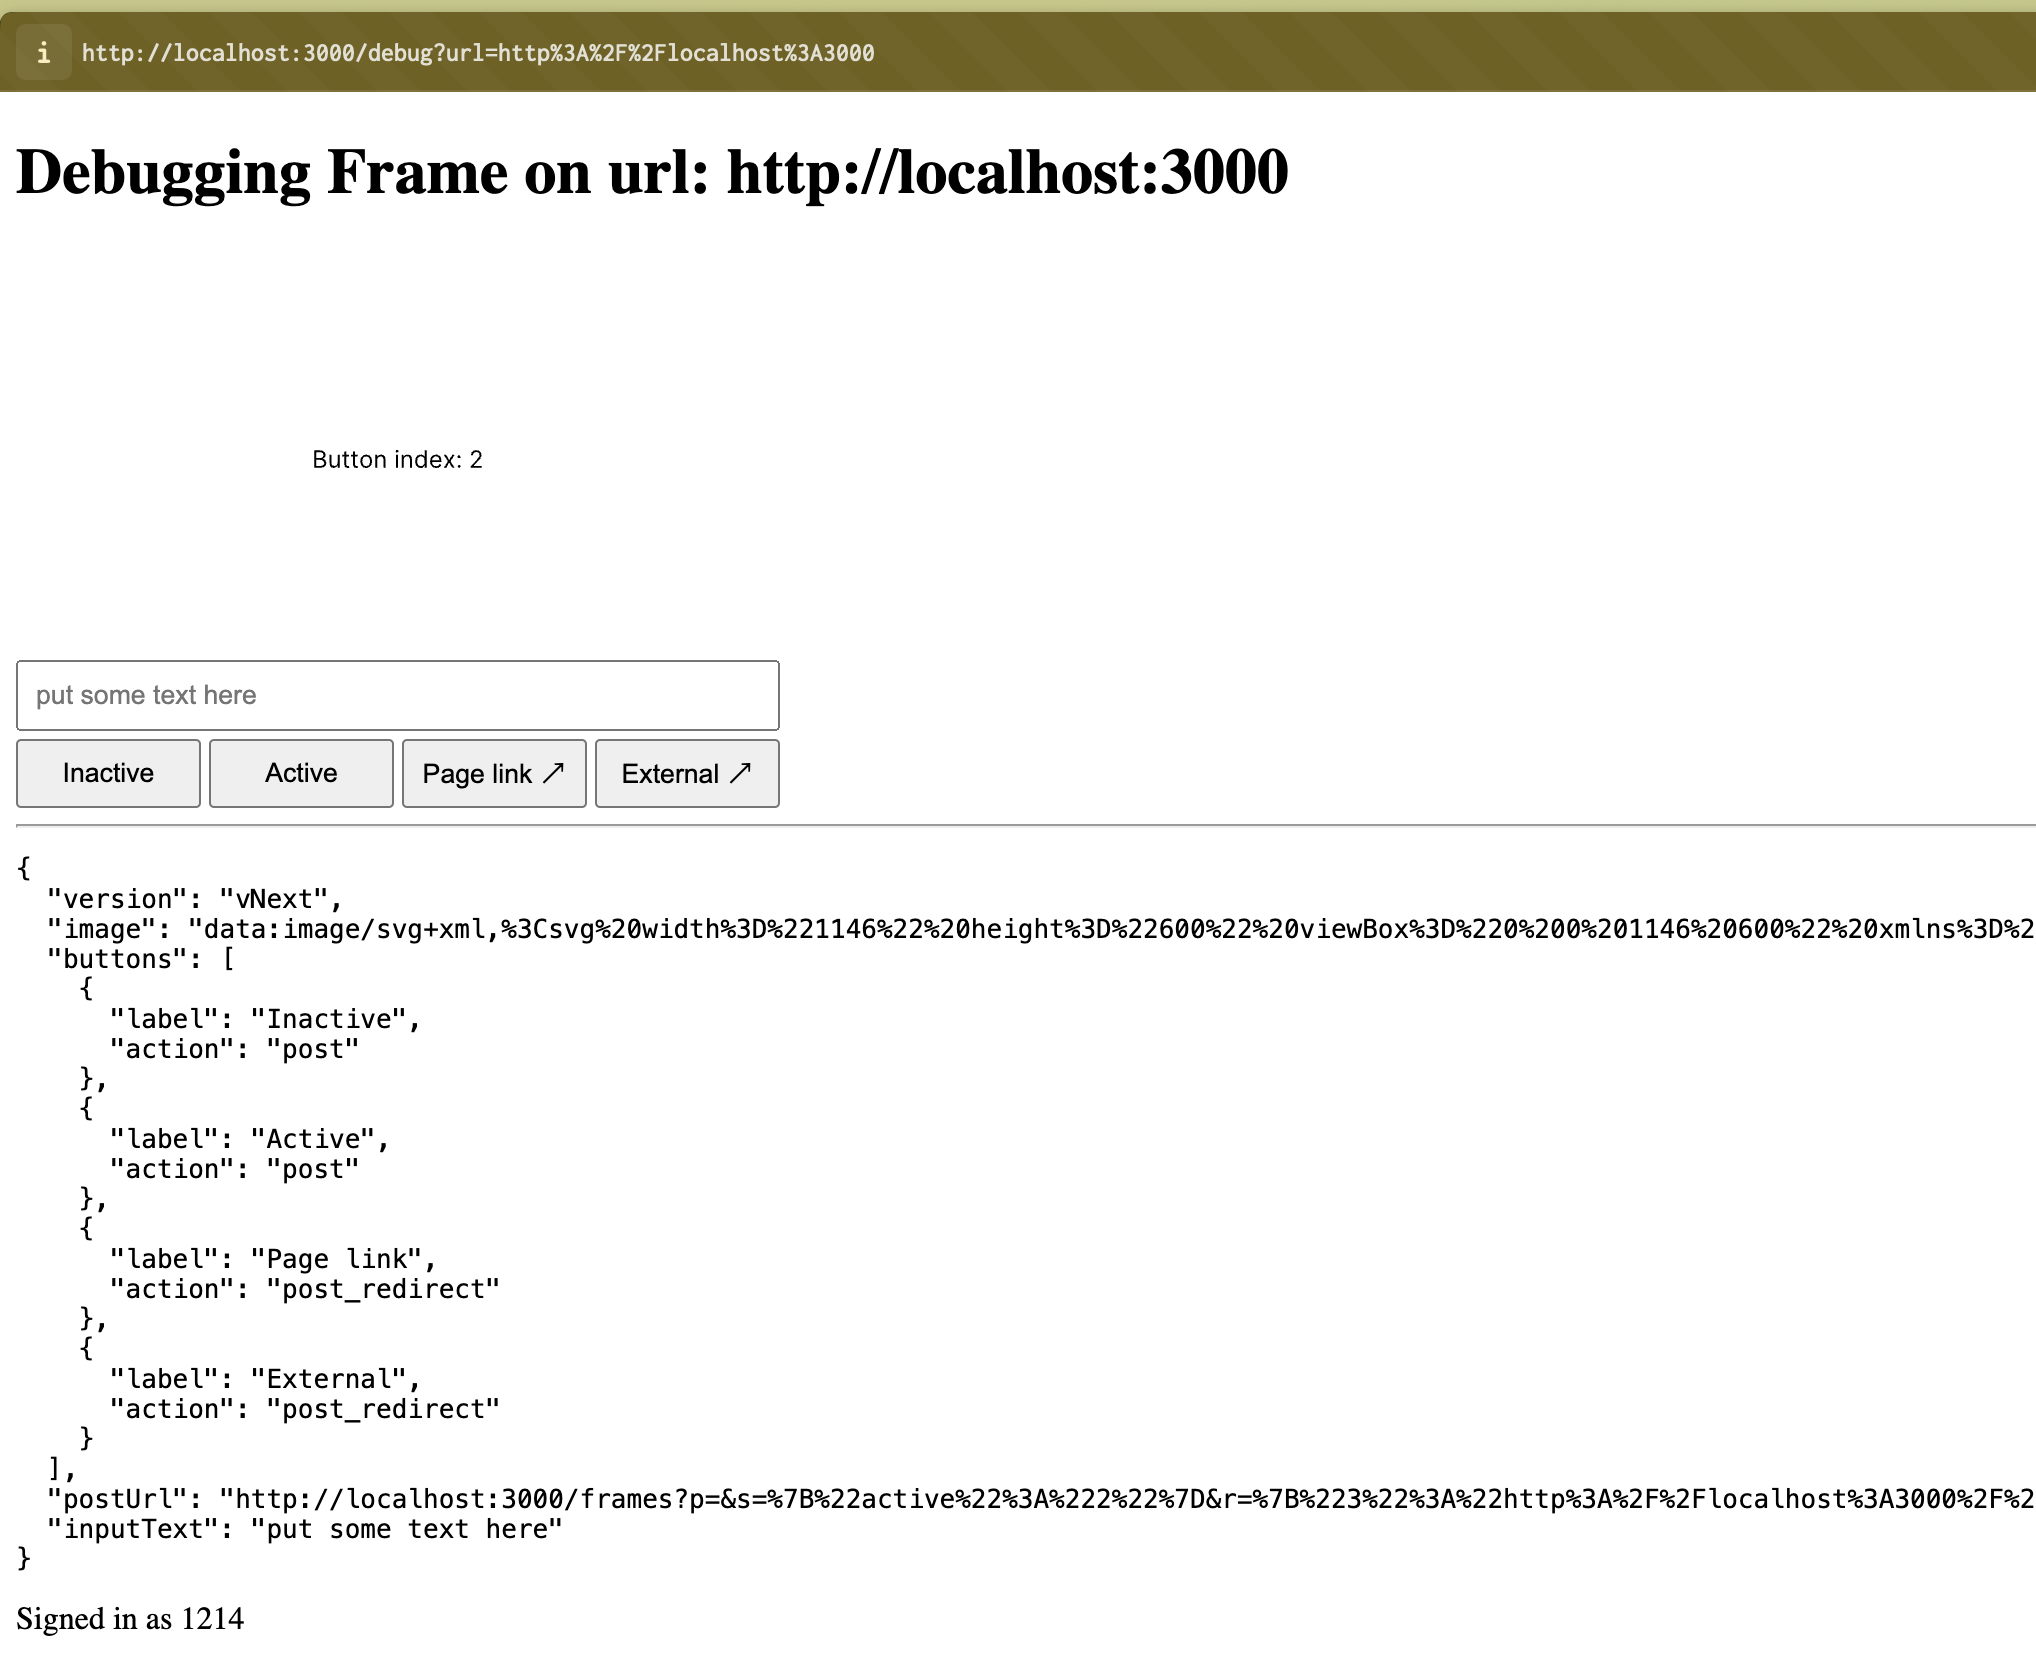 i http://localhost:3000/debug?url=http%3A%2F%2Flocalhost%3A3000
Debugging Frame on url: http://localhost:3000
Button index: 2
put some text here
Inactive Active Page link ↗ External ↗
{
  "version": "vNext",
  "image": "data:image/svg+xml,%3Csvg%20width%3D%221146%22%20height%3D%22600%22%20viewBox%3D%220%200%201146%20600%22%20xmlns%3D%2
  "buttons": [
    {
      "label": "Inactive",
      "action": "post"
    },
    {
      "label": "Active",
      "action": "post"
    },
    {
      "label": "Page link",
      "action": "post_redirect"
    },
    {
      "label": "External",
      "action": "post_redirect"
    }
  ],
  "postUrl": "http://localhost:3000/frames?p=&s=%7B%22active%22%3A%222%22%7D&r=%7B%223%22%3A%22http%3A%2F%2Flocalhost%3A3000%2F%2
  "inputText": "put some text here"
}
Signed in as 1214